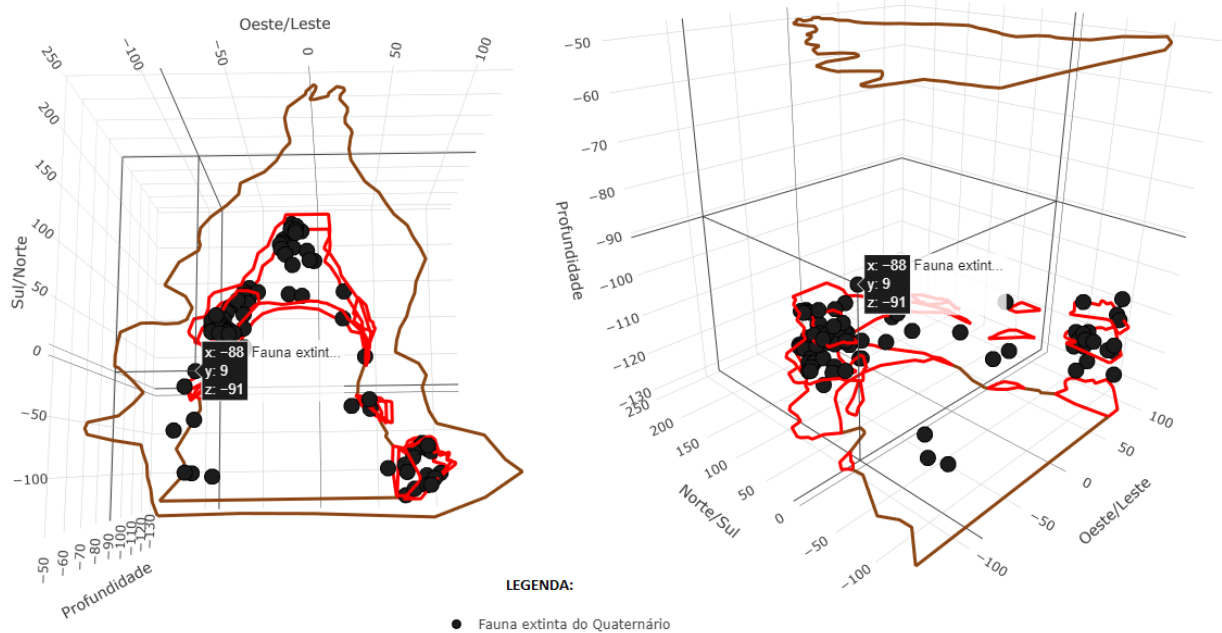 Oeste/Leste
−100
−50
0
50
100
250
200
150
100
50
0
−50
−100
Sul/Norte
−50
−60
−70
−80
−90
−100
−110
−120
−130
Profundidade
x: −88
y: 9
z: −91
Fauna extint...
−50
−60
−70
−80
−90
−100
−110
−120
−130
Profundidade
x: −88
y: 9
z: −91
Fauna extint...
250
200
150
100
50
0
−50
−100
Norte/Sul
100
50
0
−50
−100
Oeste/Leste
LEGENDA:
Fauna extinta do Quaternário